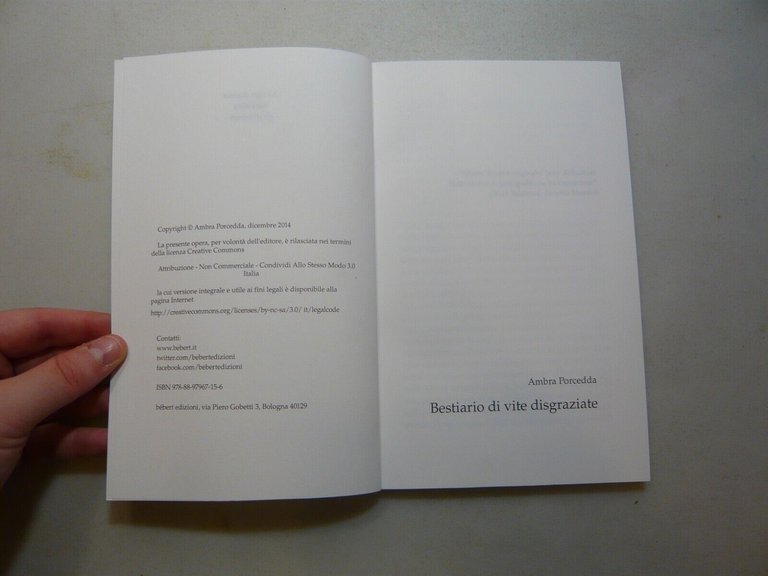 Copyright © Ambra Porcedda, dicembre 2014
La presente opera, per volontà dell'editore, è rilasciata nei termini
della licenza Creative Commons
Attribuzione - Non Commerciale - Condividi Allo Stesso Modo 3.0
Italia
la cui versione integrale e utile ai fini legali è disponibile alla
pagina Internet
http://creativecommons.org/licenses/by-nc-sa/3.0/ it/legalcode
Contatti:
www.bebert.it
twitter.com/bebertedizioni
facebook.com/bebertedizioni
ISBN 978-88-97967-15-6
bébert edizioni, via Piero Gobetti 3, Bologna 40129
Ambra Porcedda
Bestiario di vite disgraziate